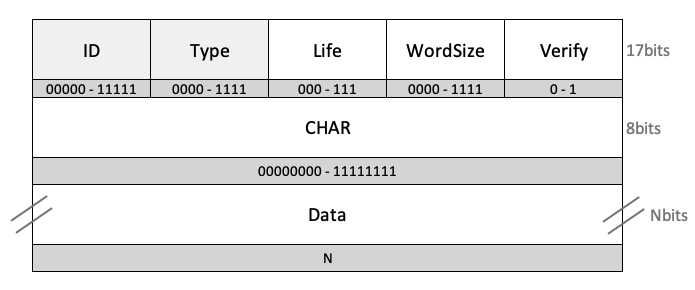 ID Type Life WordSize Verify 17bits
00000 - 11111 0000 - 1111 000 - 111 0000 - 1111 0 - 1
CHAR 8bits
00000000 - 11111111
Data Nbits
N